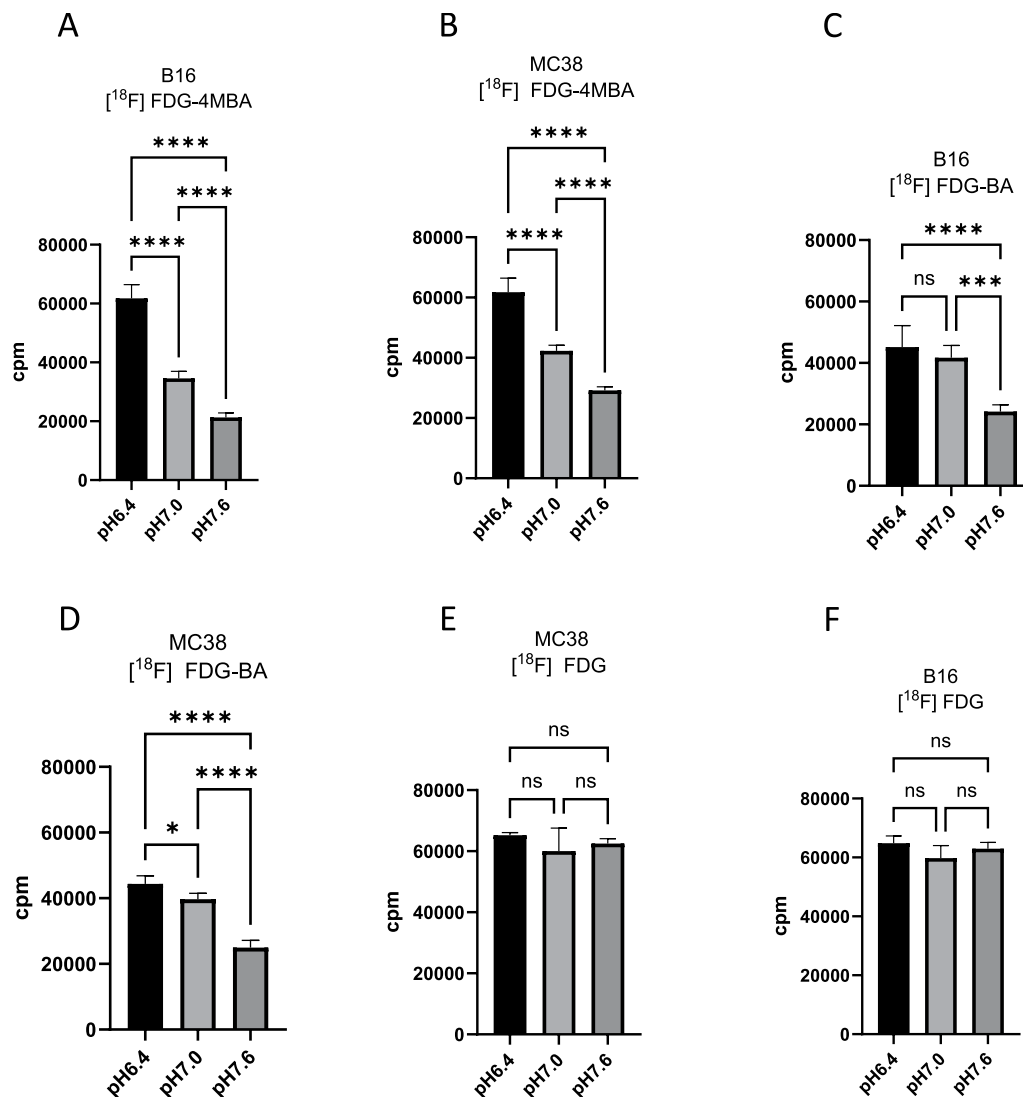 A
B16
[¹⁸F] FDG-4MBA
****
****
****
80000
60000
40000
20000
0
cpm
pH6.4
pH7.0
pH7.6
B
MC38
[¹⁸F] FDG-4MBA
****
****
****
80000
60000
40000
20000
0
cpm
pH6.4
pH7.0
pH7.6
C
B16
[¹⁸F] FDG-BA
****
ns
***
80000
60000
40000
20000
0
cpm
pH6.4
pH7.0
pH7.6
D
MC38
[¹⁸F] FDG-BA
****
****
*
80000
60000
40000
20000
0
cpm
pH6.4
pH7.0
pH7.6
E
MC38
[¹⁸F] FDG
ns
ns
ns
80000
60000
40000
20000
0
cpm
pH6.4
pH7.0
pH7.6
F
B16
[¹⁸F] FDG
ns
ns
ns
80000
60000
40000
20000
0
cpm
pH6.4
pH7.0
pH7.6